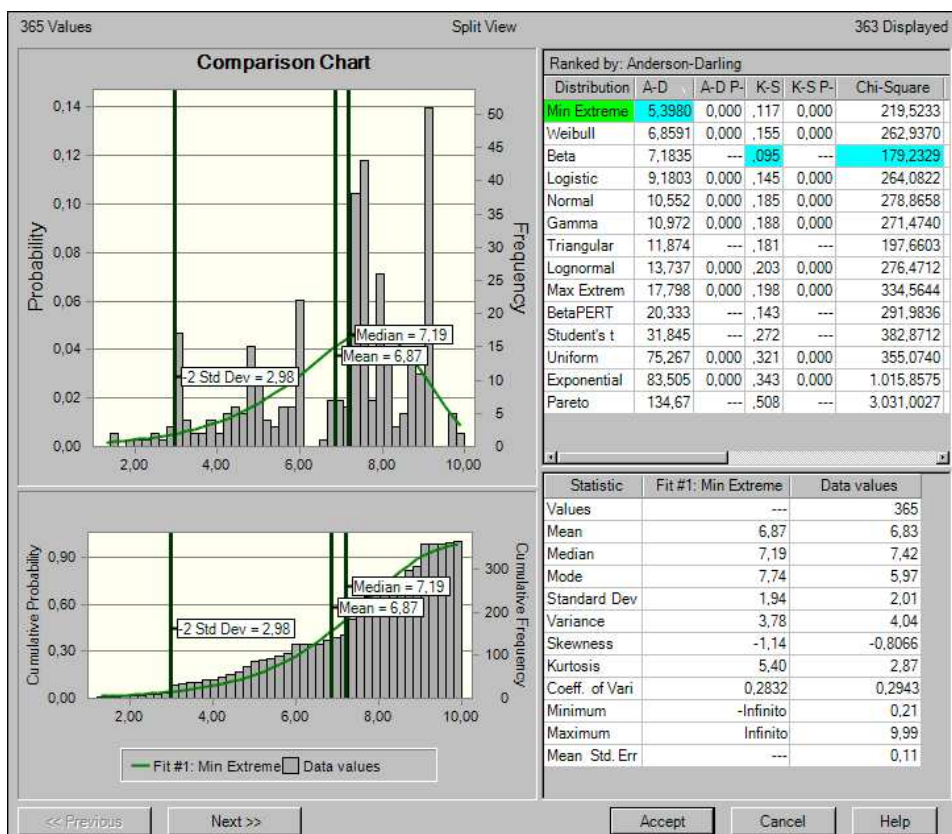 365 Values Split View 363 Displayed
Comparison Chart
0,14
0,12
0,10
0,08
0,06
0,04
0,02
0,00
Probability
50
45
40
35
30
25
20
15
10
5
0
Frequency
Median = 7,19
Mean = 6,87
-2 Std Dev = 2,98
2,00 4,00 6,00 8,00 10,00
0,90
0,60
0,30
0,00
Cumulative Probability
300
200
100
0
Cumulative Frequency
Median = 7,19
Mean = 6,87
-2 Std Dev = 2,98
2,00 4,00 6,00 8,00 10,00
Fit #1: Min Extreme Data values
Ranked by: Anderson-Darling
Distribution A-D A-D P- K-S K-S P- Chi-Square
Min Extreme 5,3980 0,000 ,117 0,000 219,5233
Weibull 6,8591 0,000 ,155 0,000 262,9370
Beta 7,1835 --- ,095 --- 179,2329
Logistic 9,1803 0,000 ,145 0,000 264,0822
Normal 10,552 0,000 ,185 0,000 278,8658
Gamma 10,972 0,000 ,188 0,000 271,4740
Triangular 11,874 --- ,181 --- 197,6603
Lognormal 13,737 0,000 ,203 0,000 276,4712
Max Extrem 17,798 0,000 ,198 0,000 334,5644
BetaPERT 20,333 --- ,143 --- 291,9836
Student's t 31,845 --- ,272 --- 382,8712
Uniform 75,267 0,000 ,321 0,000 355,0740
Exponential 83,505 0,000 ,343 0,000 1.015,8575
Pareto 134,67 --- ,508 --- 3.031,0027
Statistic Fit #1: Min Extreme Data values
Values --- 365
Mean 6,87 6,83
Median 7,19 7,42
Mode 7,74 5,97
Standard Dev 1,94 2,01
Variance 3,78 4,04
Skewness -1,14 -0,8066
Kurtosis 5,40 2,87
Coeff. of Vari 0,2832 0,2943
Minimum -Infinito 0,21
Maximum Infinito 9,99
Mean Std. Err --- 0,11
<< Previous Next >> Accept Cancel Help